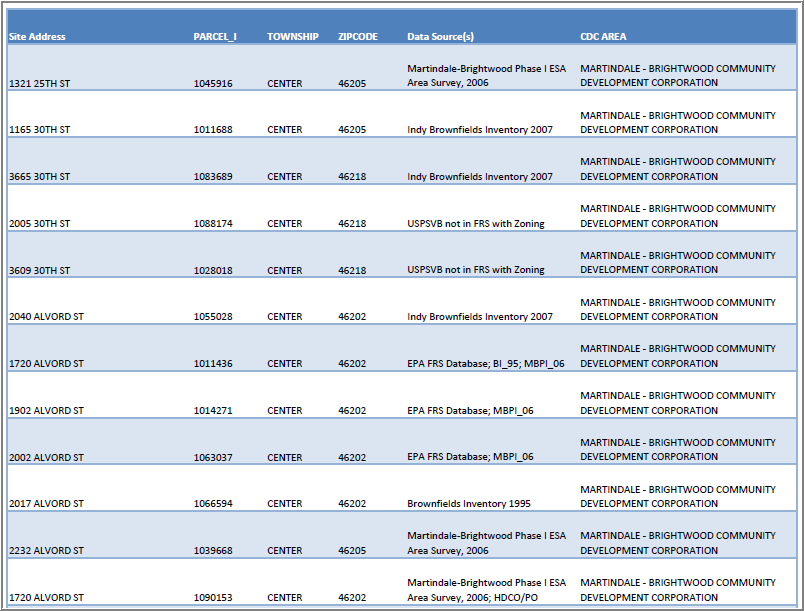 Site Address PARCEL_I TOWNSHIP ZIPCODE Data Source(s) CDC AREA
Martindale-Brightwood Phase I ESA MARTINDALE - BRIGHTWOOD COMMUNITY
1321 25TH ST 1045916 CENTER 46205 Area Survey, 2006 DEVELOPMENT CORPORATION
MARTINDALE - BRIGHTWOOD COMMUNITY
1165 30TH ST 1011688 CENTER 46205 Indy Brownfields Inventory 2007 DEVELOPMENT CORPORATION
MARTINDALE - BRIGHTWOOD COMMUNITY
3665 30TH ST 1083689 CENTER 46218 Indy Brownfields Inventory 2007 DEVELOPMENT CORPORATION
MARTINDALE - BRIGHTWOOD COMMUNITY
2005 30TH ST 1088174 CENTER 46218 USPSVB not in FRS with Zoning DEVELOPMENT CORPORATION
MARTINDALE - BRIGHTWOOD COMMUNITY
3609 30TH ST 1028018 CENTER 46218 USPSVB not in FRS with Zoning DEVELOPMENT CORPORATION
MARTINDALE - BRIGHTWOOD COMMUNITY
2040 ALVORD ST 1055028 CENTER 46202 Indy Brownfields Inventory 2007 DEVELOPMENT CORPORATION
MARTINDALE - BRIGHTWOOD COMMUNITY
1720 ALVORD ST 1011436 CENTER 46202 EPA FRS Database; BI_95; MBPI_06 DEVELOPMENT CORPORATION
MARTINDALE - BRIGHTWOOD COMMUNITY
1902 ALVORD ST 1014271 CENTER 46202 EPA FRS Database; MBPI_06 DEVELOPMENT CORPORATION
MARTINDALE - BRIGHTWOOD COMMUNITY
2002 ALVORD ST 1063037 CENTER 46202 EPA FRS Database; MBPI_06 DEVELOPMENT CORPORATION
MARTINDALE - BRIGHTWOOD COMMUNITY
2017 ALVORD ST 1066594 CENTER 46202 Brownfields Inventory 1995 DEVELOPMENT CORPORATION
Martindale-Brightwood Phase I ESA MARTINDALE - BRIGHTWOOD COMMUNITY
2232 ALVORD ST 1039668 CENTER 46205 Area Survey, 2006 DEVELOPMENT CORPORATION
Martindale-Brightwood Phase I ESA MARTINDALE - BRIGHTWOOD COMMUNITY
1720 ALVORD ST 1090153 CENTER 46202 Area Survey, 2006; HDCO/PO DEVELOPMENT CORPORATION